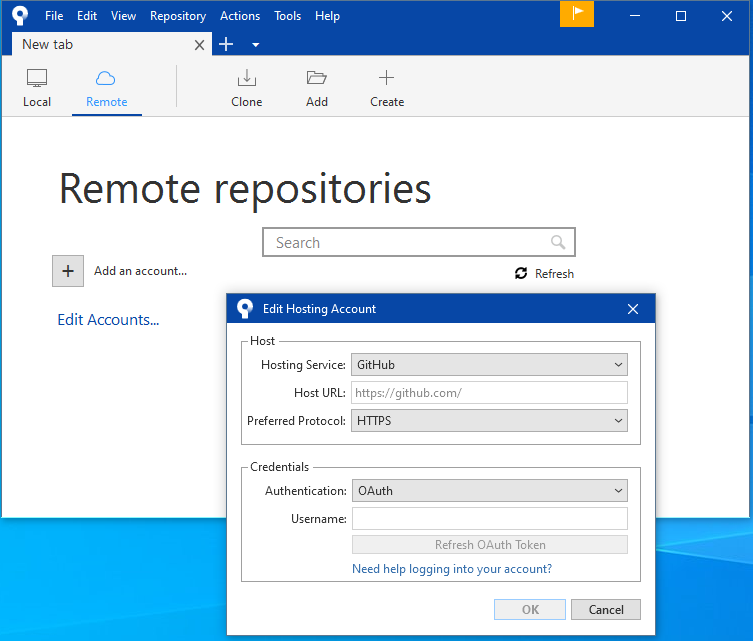 File Edit View Repository Actions Tools Help
New tab
Local Remote Clone Add Create
Remote repositories
Search
Add an account...
Refresh
Edit Accounts...
Edit Hosting Account
Host
Hosting Service: GitHub
Host URL: https://github.com/
Preferred Protocol: HTTPS
Credentials
Authentication: OAuth
Username:
Refresh OAuth Token
Need help logging into your account?
OK Cancel